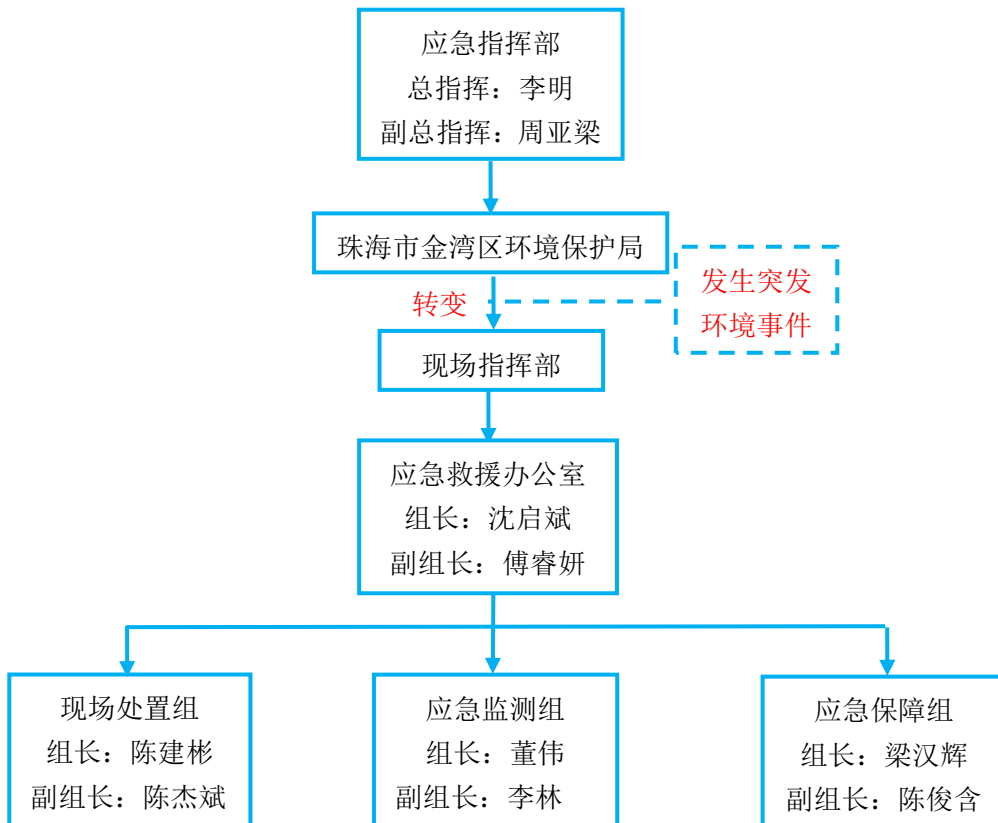 应急指挥部
总指挥：李明
副总指挥：周亚梁
珠海市金湾区环境保护局
转变
发生突发
环境事件
现场指挥部
应急救援办公室
组长：沈启斌
副组长：傅睿妍
现场处置组
组长：陈建彬
副组长：陈杰斌
应急监测组
组长：董伟
副组长：李林
应急保障组
组长：梁汉辉
副组长：陈俊含